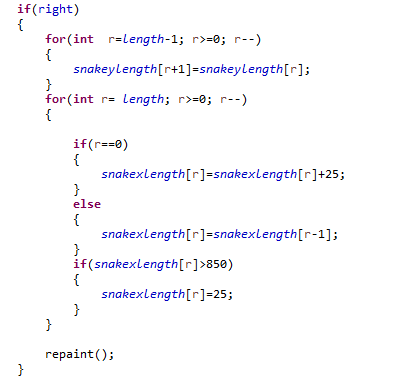 if(right)
{
for(int  r=length-1; r>=0; r--)
{
snakeylength[r+1]=snakeylength[r];
}
for(int r= length; r>=0; r--)
{
if(r==0)
{
snakexlength[r]=snakexlength[r]+25;
}
else
{
snakexlength[r]=snakexlength[r-1];
}
if(snakexlength[r]>850)
{
snakexlength[r]=25;
}
}
repaint();
}